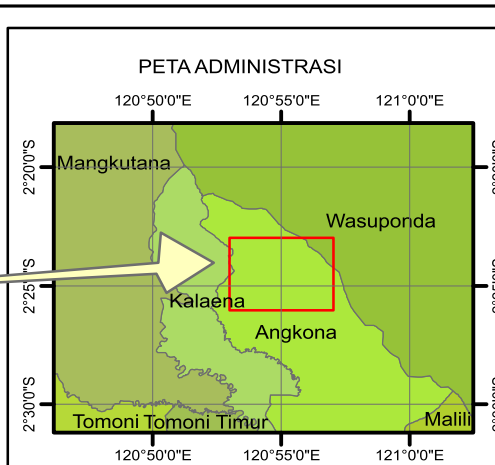 PETA ADMINISTRASI
120°50'0"E 120°55'0"E 121°0'0"E
2°20'0"S
Mangkutana
Wasuponda
2°25'0"S
Kalaena
Angkona
2°30'0"S
Tomoni Tomoni Timur Malili
120°50'0"E 120°55'0"E 121°0'0"E